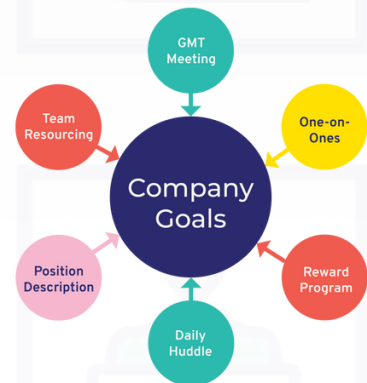 GMT
Meeting
Team
Resourcing
One-on-
Ones
Company
Goals
Position
Description
Reward
Program
Daily
Huddle